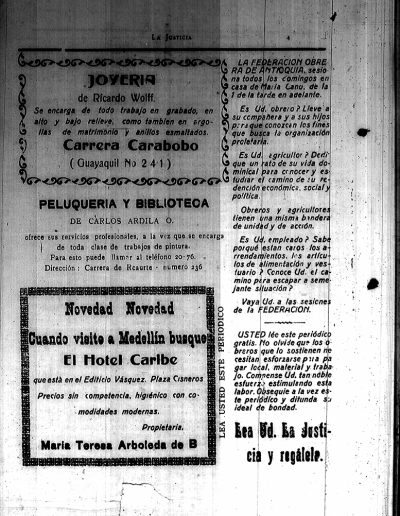 LA JUSTICIA
4
JOYERIA
de Ricardo Wolff.
Se encarga de todo trabajo en grabado, en
alto y bajo relieve, como tambien en argo-
llas de matrimonio y anillos esmaltados.
Carrera Carabobo
( Guayaquil No 241 )
PELUQUERIA Y BIBLIOTECA
DE CARLOS ARDILA O.
ofrece sus servicios profesionales, a la vez que se encarga
de toda clase de trabajos de pintura.
Para esto puede llamar al teléfono 20-76.
Dirección : Carrera de Ricaurte - número 236
Novedad Novedad
Cuando visite a Medellín busque
El Hotel Caribe
que está en el Edificio Vásquez. Plaza Cisneros
Precios sin competencia, higiénico con co-
modidades modernas.
Propietaria.
María Teresa Arboleda de B
LEA USTED ESTE PERIODICO
LA FEDERACION OBRE
RA DE ANTIOQUIA, sesio
na todos los domingos en
casa de María Cano, de
1 de la tarde en adelante.
Es Ud. obrero ? Lleve a
su compañera y a sus hijos
para que conozcan los fines
que busca la organización
proletaria.
Es Ud. agricultor ? Dedi
que un rato de su vida do-
minical para conocer y es-
tudiar el camino de su re-
dención económica, social y
política.
Obreros y agricultores
tienen una misma bandera
de unidad y de acción.
Es Ud. empleado ? Sabe
porqué están caros los a-
rrendamientos, los artícu-
los de alimentación y ves-
tuario ? Conoce Ud. el ca-
mino para escapar a seme-
jante situación ?
Vaya Ud. a las sesiones
de la FEDERACION.
USTED lée este periódico
gratis. No olvide que los o-
breros que lo sostienen ne
cesitan esforzarse para pa
gar local, material y traba
jo. Compense Ud. tan noble
esfuerzo estimulando esta
labor. Obsequie a la vez es-
te periódico y difunda su
ideal de bondad.
Lea Ud. La Justi-
cia y regálele.